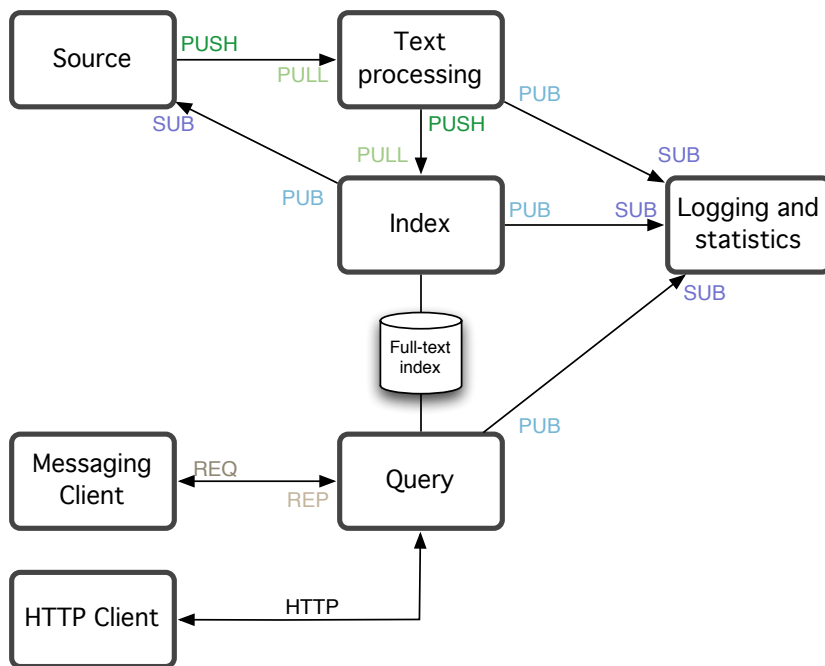 Source
PUSH
PULL
Text
processing
PUB
SUB
PUSH
PULL
SUB
PUB
Index
PUB
SUB
Logging and
statistics
SUB
Full-text
index
PUB
Messaging
Client
REQ
REP
Query
HTTP Client
HTTP